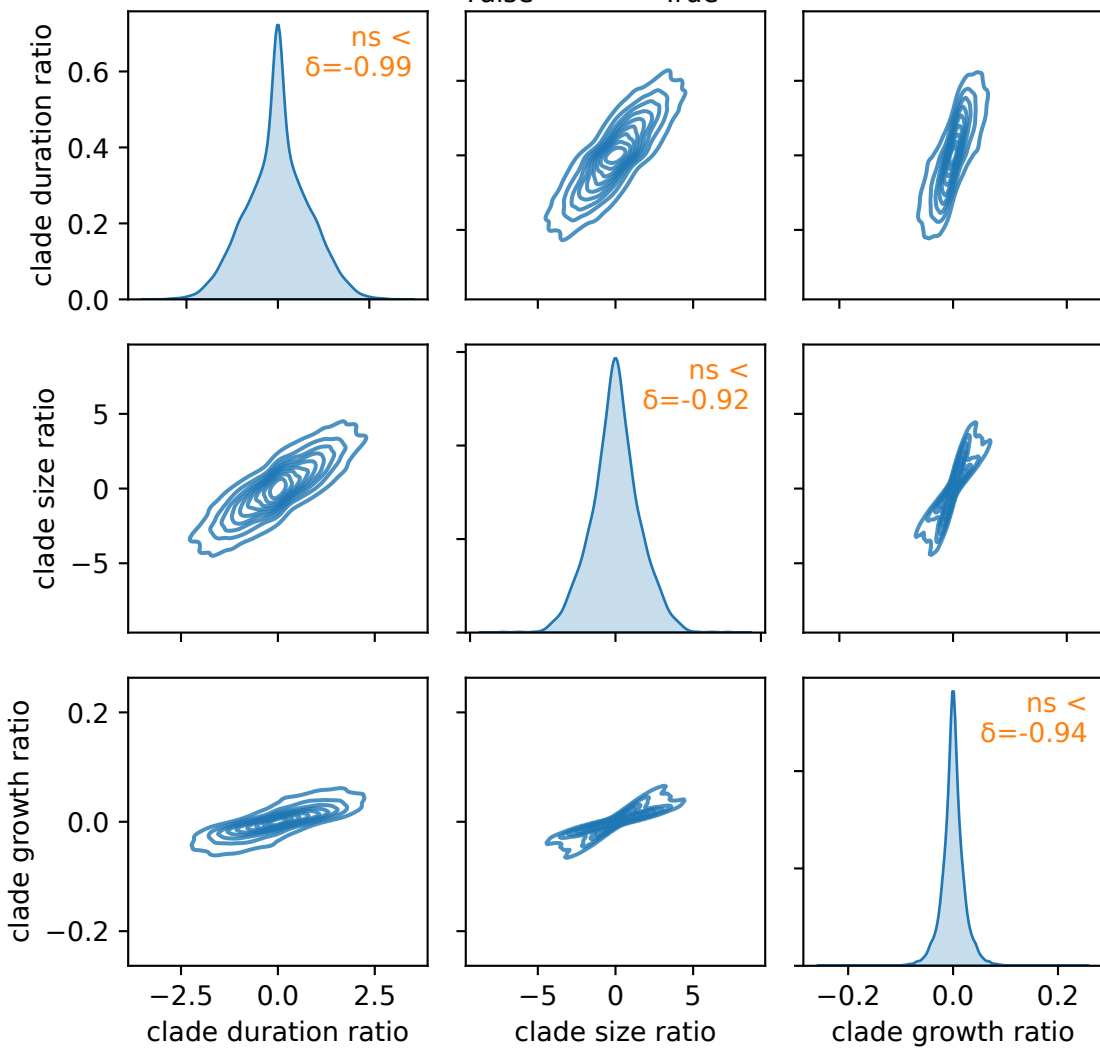 clade duration ratio
0.6
0.4
0.2
0.0
ns <
δ=-0.99
clade size ratio
5
0
−5
ns <
δ=-0.92
clade growth ratio
0.2
0.0
−0.2
ns <
δ=-0.94
−2.5 0.0 2.5
clade duration ratio
−5 0 5
clade size ratio
−0.2 0.0 0.2
clade growth ratio